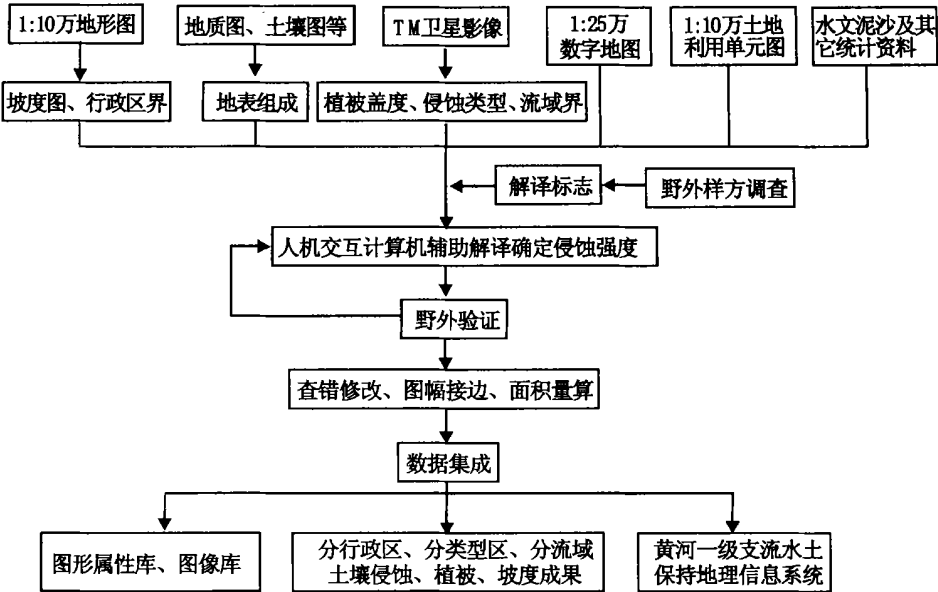 1:10万地形图
地质图、土壤图等
TM卫星影像
1:25万
数字地图
1:10万土地
利用单元图
水文泥沙及其
它统计资料
坡度图、行政区界
地表组成
植被盖度、侵蚀类型、流域界
解译标志
野外样方调查
人机交互计算机辅助解译确定侵蚀强度
野外验证
查错修改、图幅接边、面积量算
数据集成
图形属性库、图像库
分行政区、分类型区、分流域
土壤侵蚀、植被、坡度成果
黄河一级支流水土
保持地理信息系统